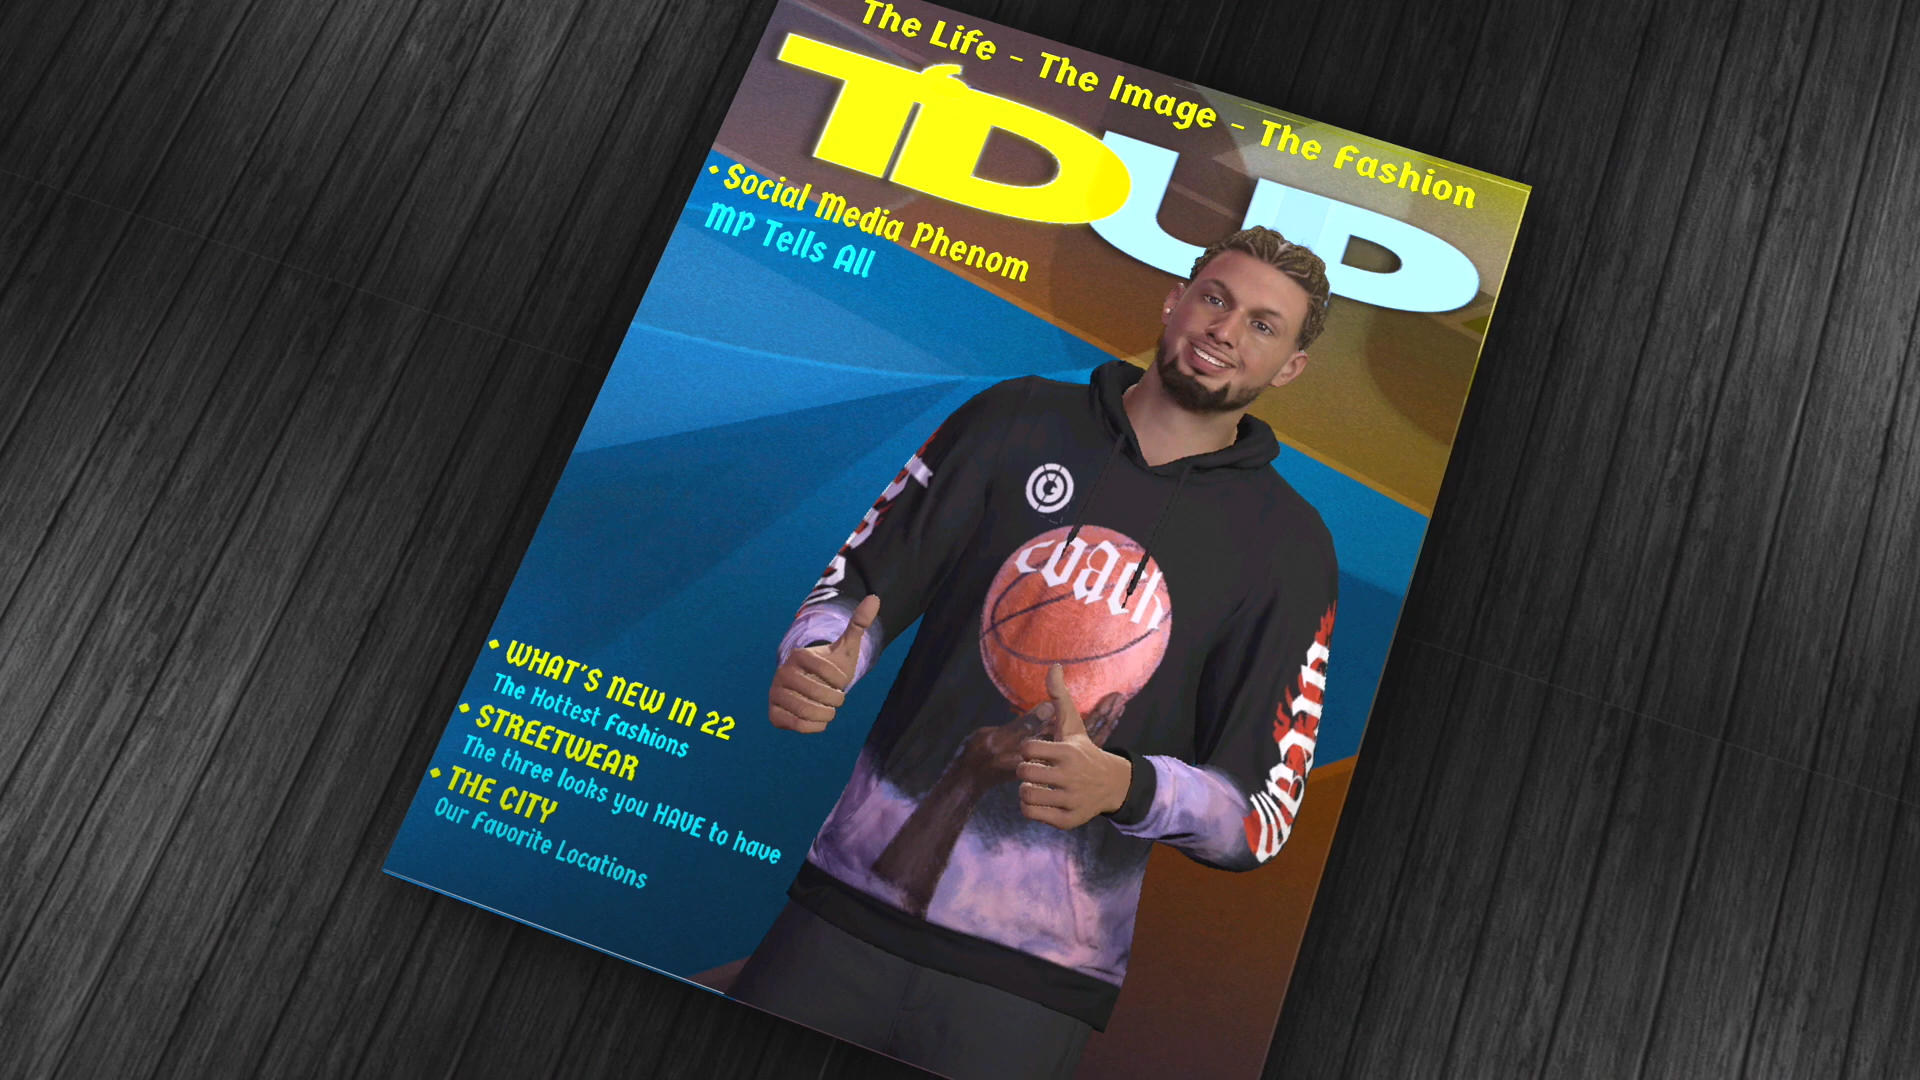 The Life - The Image - The Fashion
T'D UP
• Social Media Phenom
MP Tells All
coach
• WHAT'S NEW IN 22
The Hottest Fashions
• STREETWEAR
The three looks you HAVE to have
• THE CITY
Our Favorite Locations